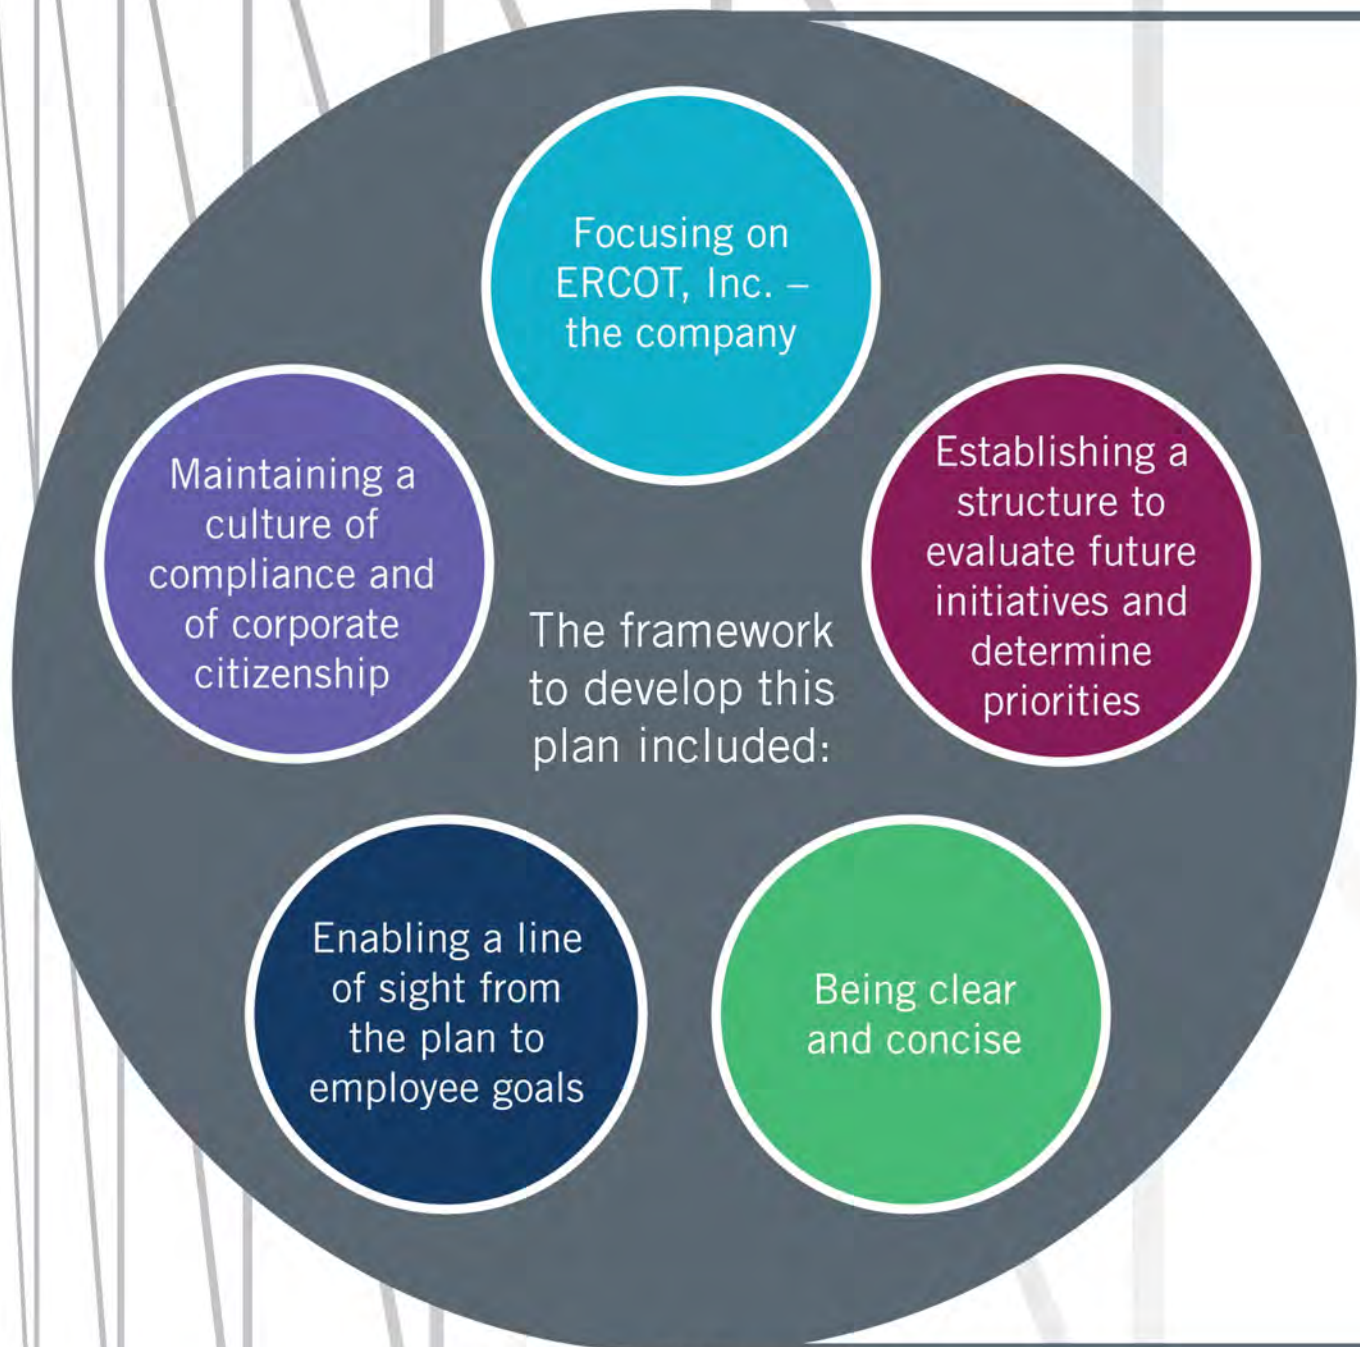 The framework
to develop this
plan included:
Focusing on
ERCOT, Inc. –
the company
Establishing a
structure to
evaluate future
initiatives and
determine
priorities
Being clear
and concise
Enabling a line
of sight from
the plan to
employee goals
Maintaining a
culture of
compliance and
of corporate
citizenship